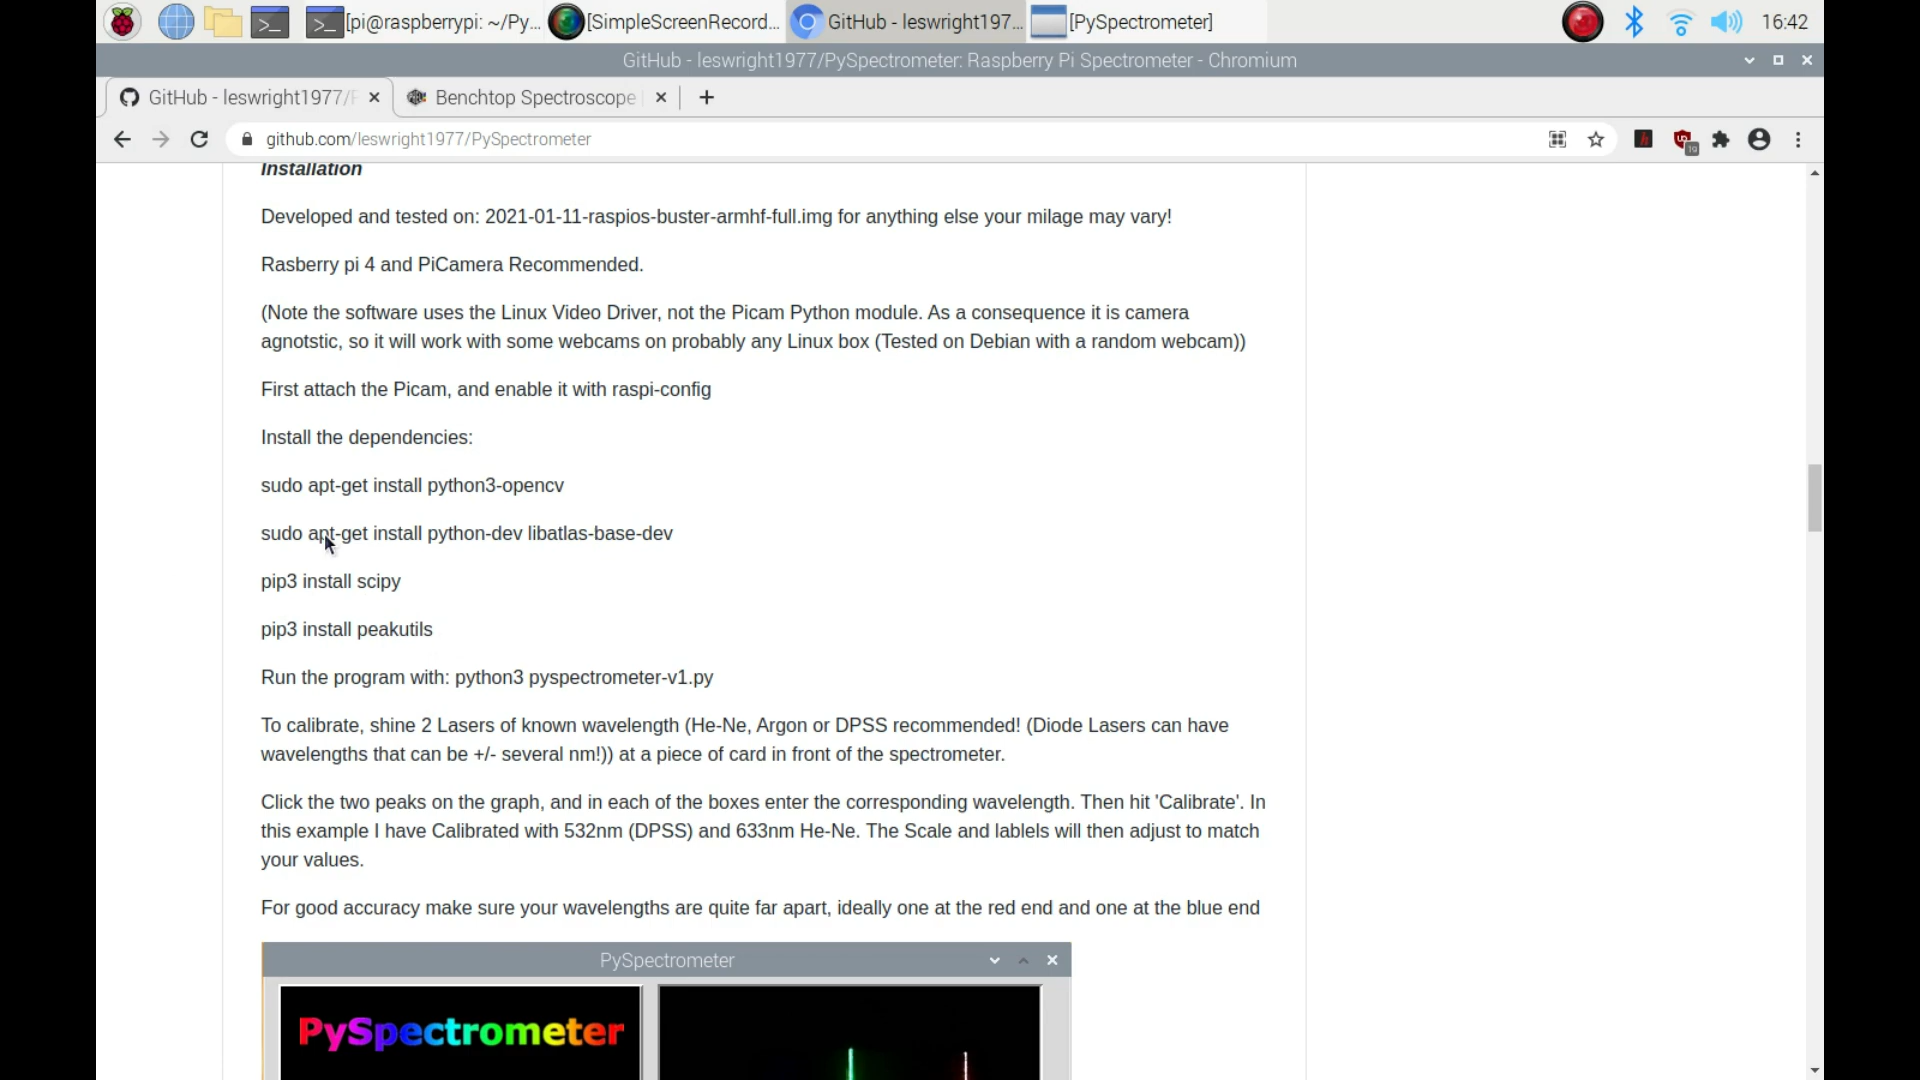 [pi@raspberrypi: ~/Py... [SimpleScreenRecord... GitHub - leswright197... [PySpectrometer] 16:42
GitHub - leswright1977/PySpectrometer: Raspberry Pi Spectrometer - Chromium
GitHub - leswright1977/P Benchtop Spectroscope
github.com/leswright1977/PySpectrometer 19
Installation
Developed and tested on: 2021-01-11-raspios-buster-armhf-full.img for anything else your milage may vary!
Rasberry pi 4 and PiCamera Recommended.
(Note the software uses the Linux Video Driver, not the Picam Python module. As a consequence it is camera
agnotstic, so it will work with some webcams on probably any Linux box (Tested on Debian with a random webcam))
First attach the Picam, and enable it with raspi-config
Install the dependencies:
sudo apt-get install python3-opencv
sudo apt-get install python-dev libatlas-base-dev
pip3 install scipy
pip3 install peakutils
Run the program with: python3 pyspectrometer-v1.py
To calibrate, shine 2 Lasers of known wavelength (He-Ne, Argon or DPSS recommended! (Diode Lasers can have
wavelengths that can be +/- several nm!)) at a piece of card in front of the spectrometer.
Click the two peaks on the graph, and in each of the boxes enter the corresponding wavelength. Then hit 'Calibrate'. In
this example I have Calibrated with 532nm (DPSS) and 633nm He-Ne. The Scale and lablels will then adjust to match
your values.
For good accuracy make sure your wavelengths are quite far apart, ideally one at the red end and one at the blue end
PySpectrometer
PySpectrometer